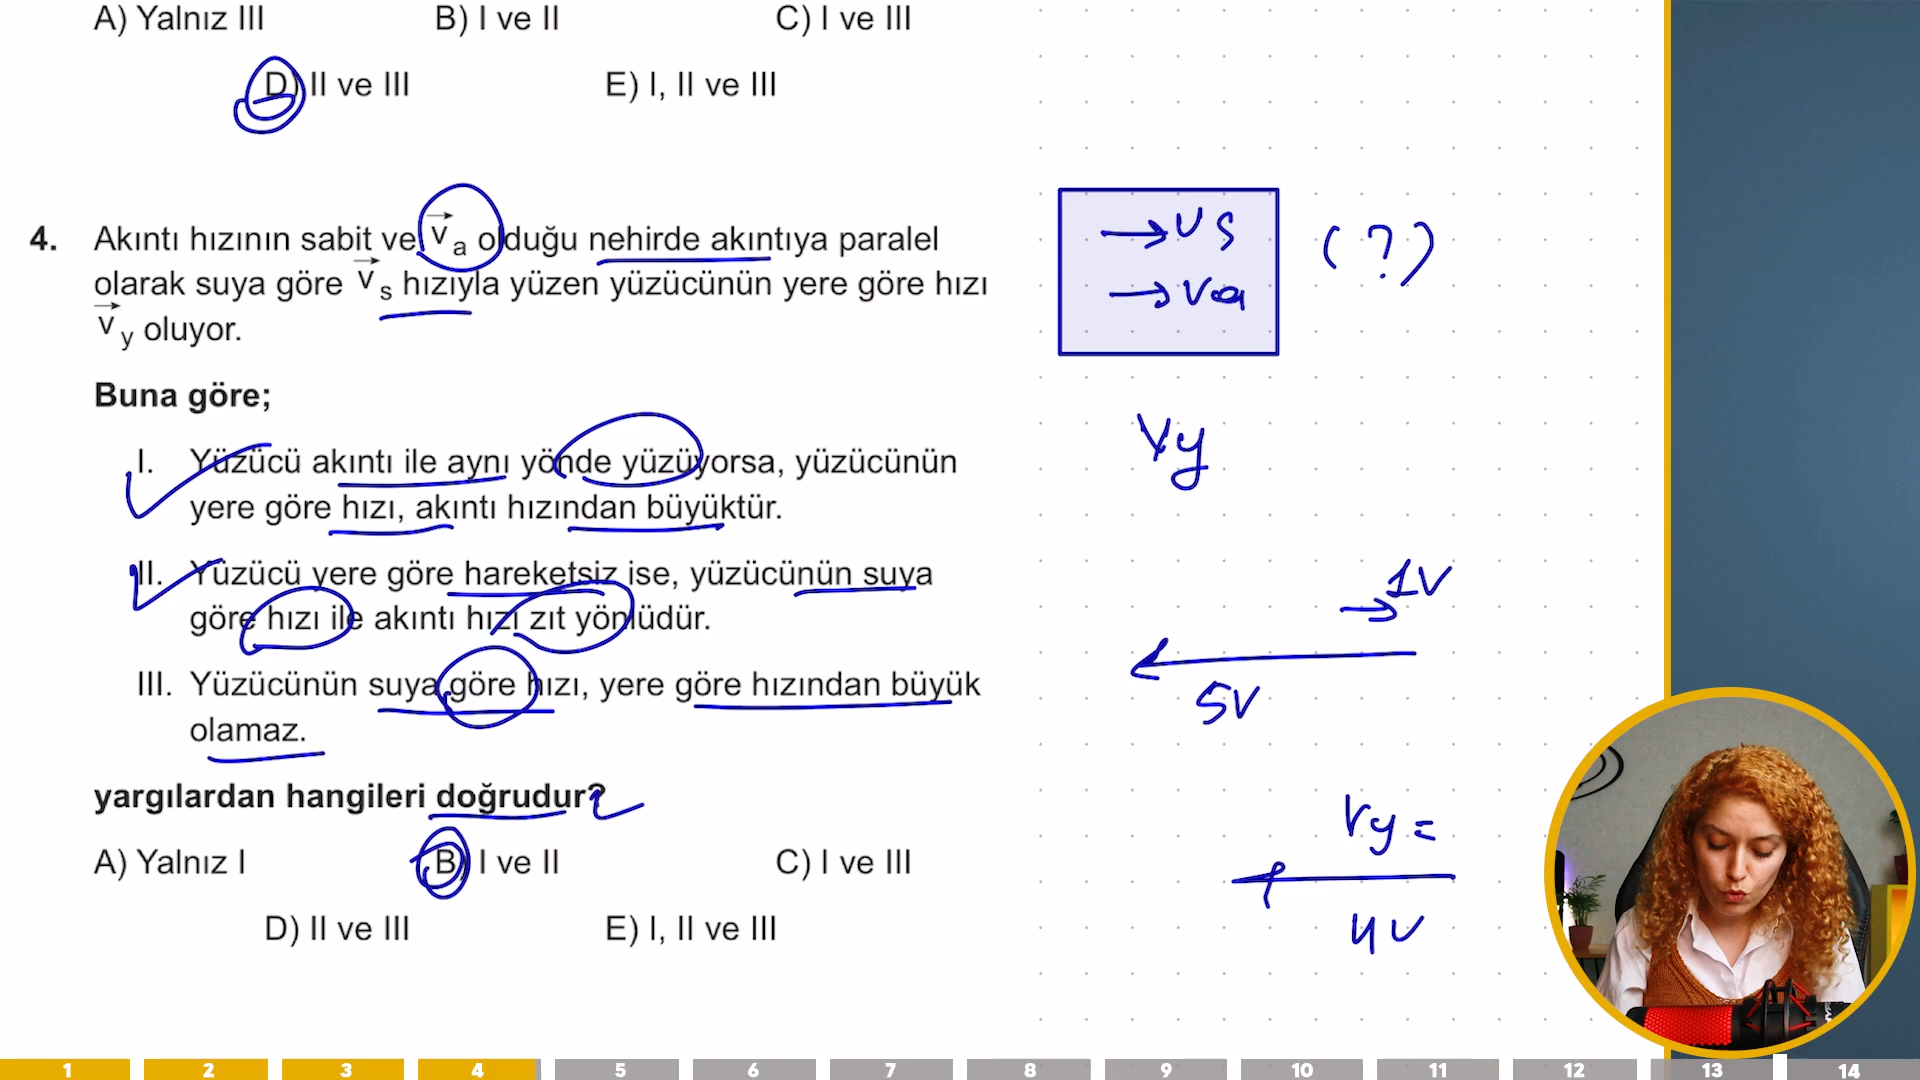 A) Yalnız III B) I ve II C) I ve III
D) II ve III E) I, II ve III
4. Akıntı hızının sabit ve v a olduğu nehirde akıntıya paralel
olarak suya göre v s hızıyla yüzen yüzücünün yere göre hızı
v y oluyor.
Buna göre;
I. Yüzücü akıntı ile aynı yönde yüzüyorsa, yüzücünün
yere göre hızı, akıntı hızından büyüktür.
II. Yüzücü yere göre hareketsiz ise, yüzücünün suya
göre hızı ile akıntı hızı zıt yönlüdür.
III. Yüzücünün suya göre hızı, yere göre hızından büyük
olamaz.
yargılardan hangileri doğrudur?
A) Yalnız I B) I ve II C) I ve III
D) II ve III E) I, II ve III
→ VS
→ Va
(?)
Vy
1V
5V
Vy =
4V
1 2 3 4 5 6 7 8 9 10 11 12 13 14